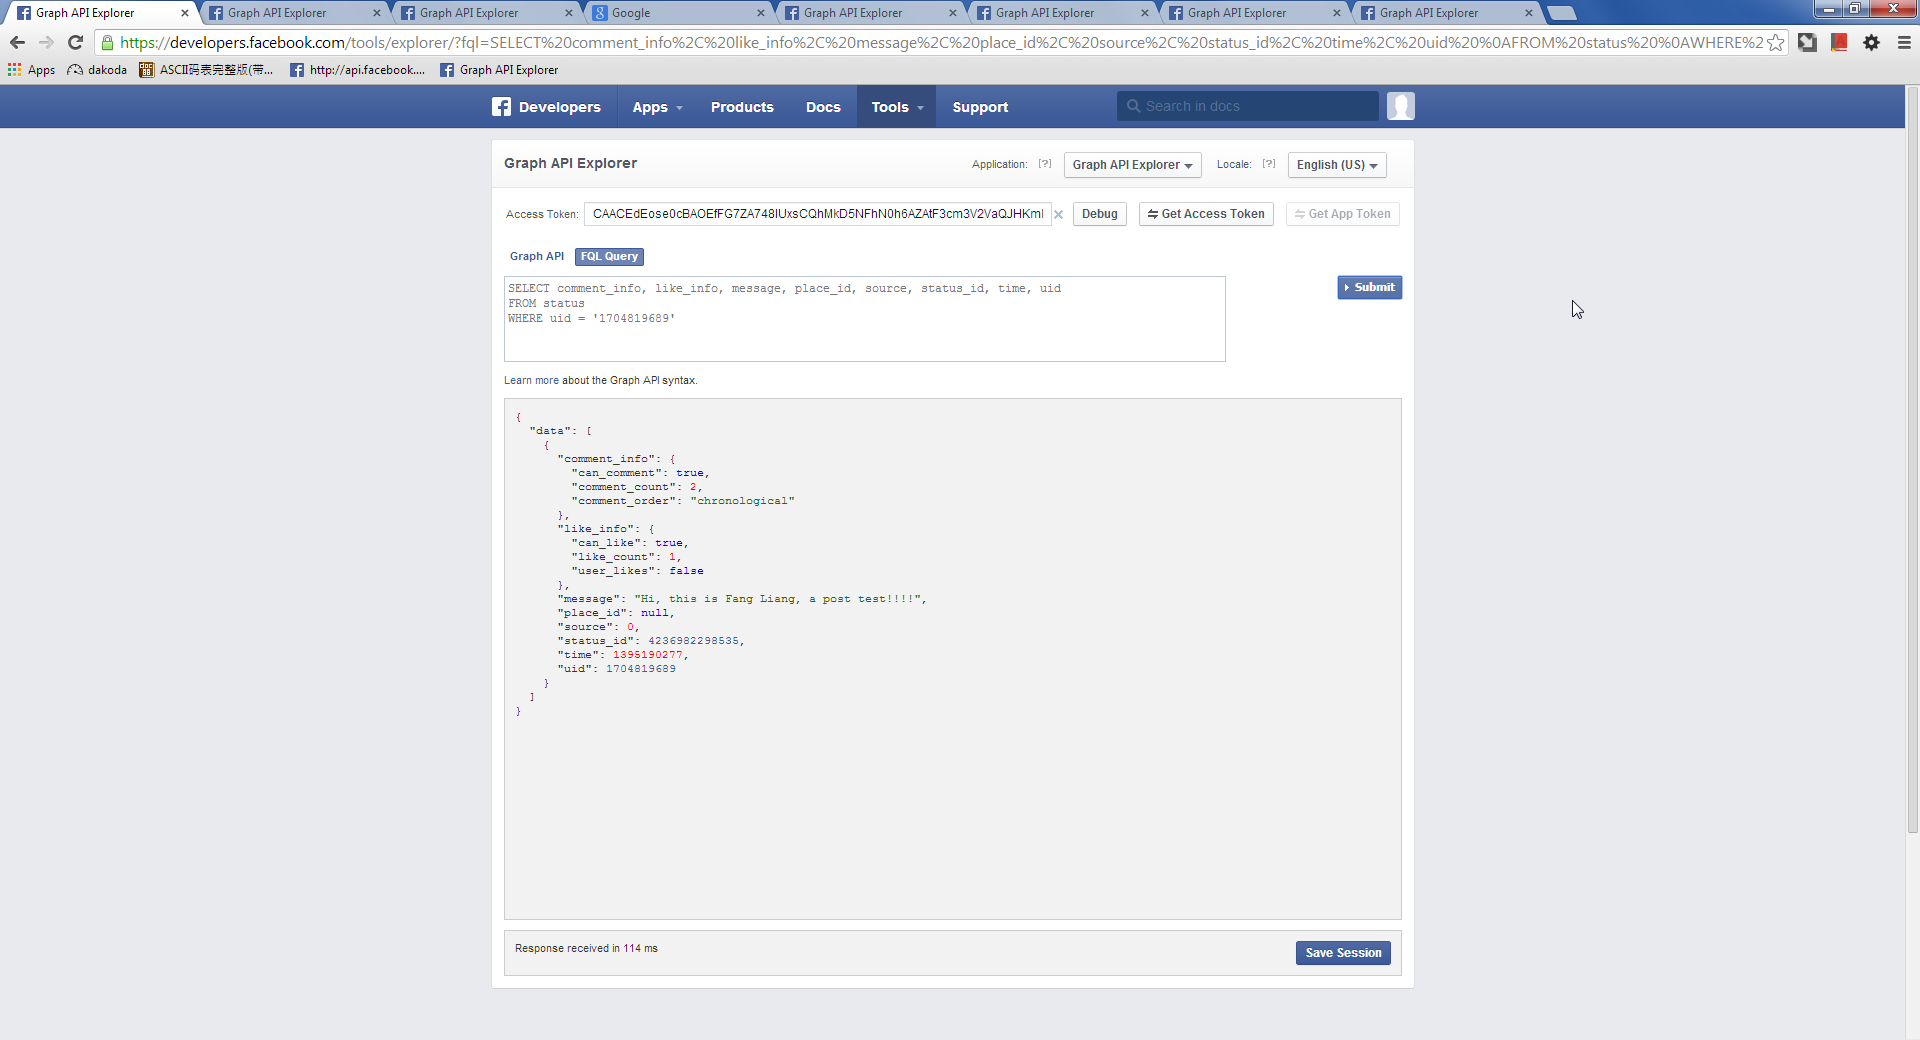 Graph API Explorer
Graph API Explorer
Graph API Explorer
Google
Graph API Explorer
Graph API Explorer
Graph API Explorer
Graph API Explorer
https://developers.facebook.com/tools/explorer/?fql=SELECT%20comment_info%2C%20like_info%2C%20message%2C%20place_id%2C%20source%2C%20status_id%2C%20time%2C%20uid%20%0AFROM%20status%20%0AWHERE%2
Apps
dakoda
ASCII码表完整版(带...
http://api.facebook....
Graph API Explorer
Developers
Apps
Products
Docs
Tools
Support
Search in docs
Graph API Explorer
Application: [?]
Graph API Explorer
Locale: [?]
English (US)
Access Token:
Debug
Get Access Token
Get App Token
Graph API
FQL Query
SELECT comment_info, like_info, message, place_id, source, status_id, time, uid
FROM status
WHERE uid = '1704819689'
Submit
Learn more about the Graph API syntax.
{
"data": [
{
"comment_info": {
"can_comment": true,
"comment_count": 2,
"comment_order": "chronological"
},
"like_info": {
"can_like": true,
"like_count": 1,
"user_likes": false
},
"message": "Hi, this is Fang Liang, a post test!!!!",
"place_id": null,
"source": 0,
"status_id": 4236982298535,
"time": 1395190277,
"uid": 1704819689
}
]
}
Response received in 114 ms
Save Session